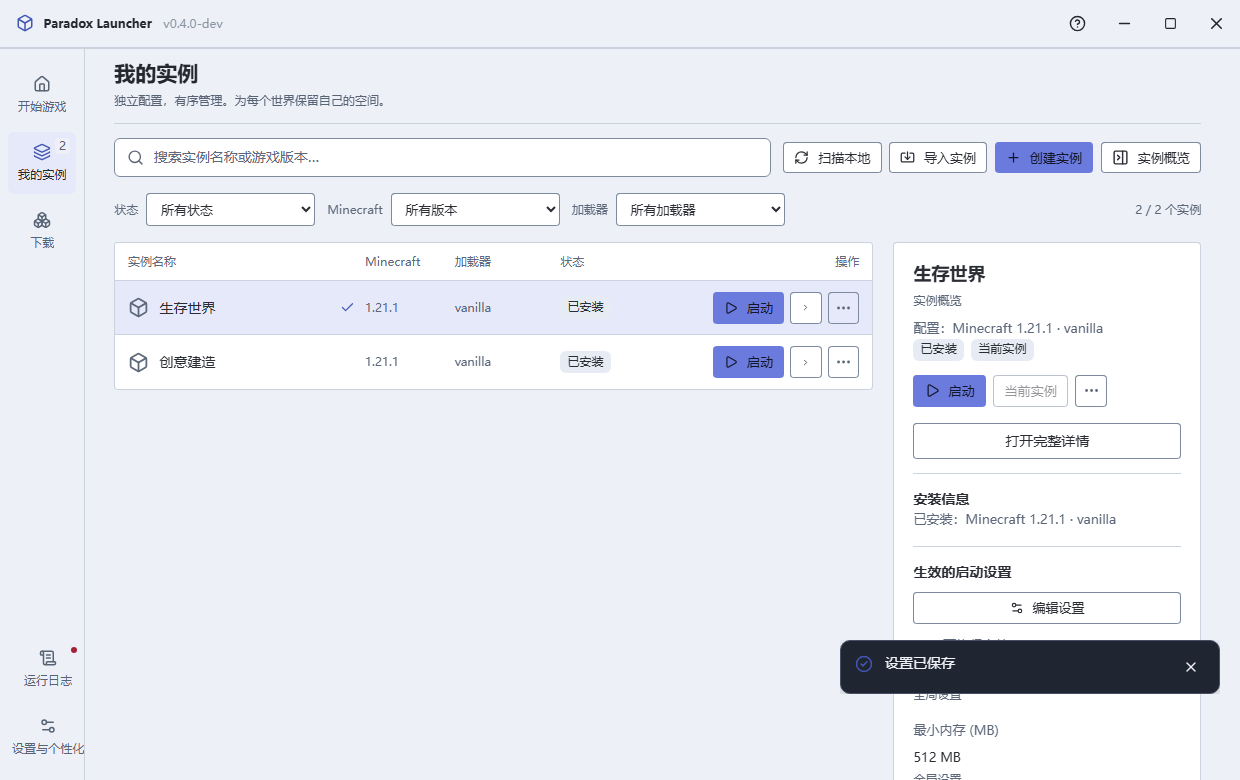 Paradox Launcher v0.4.0-dev
开始游戏
2
我的实例
下载
运行日志
设置与个性化
我的实例
独立配置，有序管理。为每个世界保留自己的空间。
搜索实例名称或游戏版本...
扫描本地
导入实例
创建实例
实例概览
状态 所有状态 Minecraft 所有版本 加载器 所有加载器 2 / 2 个实例
实例名称 Minecraft 加载器 状态 操作
生存世界 1.21.1 vanilla 已安装 启动
创意建造 1.21.1 vanilla 已安装 启动
生存世界
实例概览
配置：Minecraft 1.21.1 · vanilla
已安装 当前实例
启动 当前实例
打开完整详情
安装信息
已安装：Minecraft 1.21.1 · vanilla
生效的启动设置
编辑设置
设置已保存
全局设置
最小内存 (MB)
512 MB
全局设置